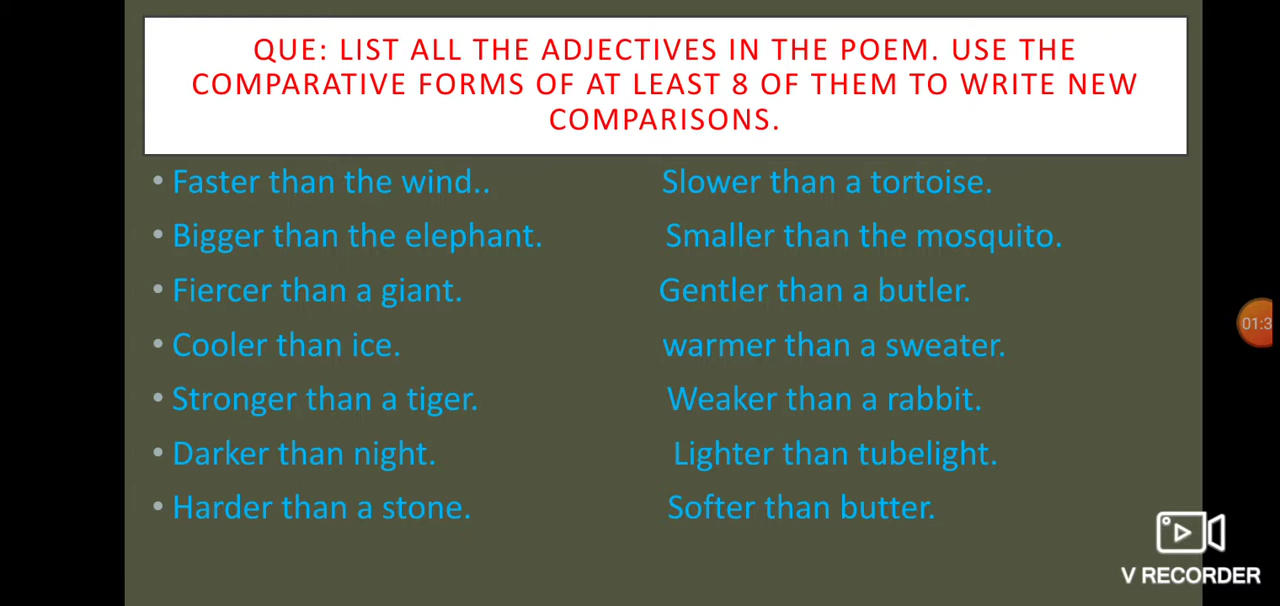 QUE: LIST ALL THE ADJECTIVES IN THE POEM. USE THE
COMPARATIVE FORMS OF AT LEAST 8 OF THEM TO WRITE NEW
COMPARISONS.
• Faster than the wind.. Slower than a tortoise.
• Bigger than the elephant. Smaller than the mosquito.
• Fiercer than a giant. Gentler than a butler.
• Cooler than ice. warmer than a sweater.
• Stronger than a tiger. Weaker than a rabbit.
• Darker than night. Lighter than tubelight.
• Harder than a stone. Softer than butter.
V RECORDER